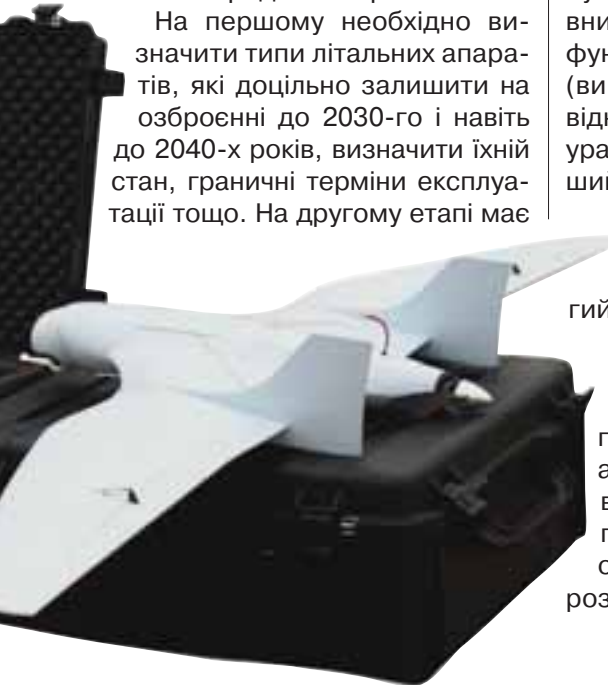 На першому необхідно ви-
значити типи літальних апара-
тів, які доцільно залишити на
озброєнні до 2030-го і навіть
до 2040-х років, визначити їхній
стан, граничні терміни експлуа-
тації тощо. На другому етапі має
вни
фун
(ви
відн
ура
ший
гий
роз